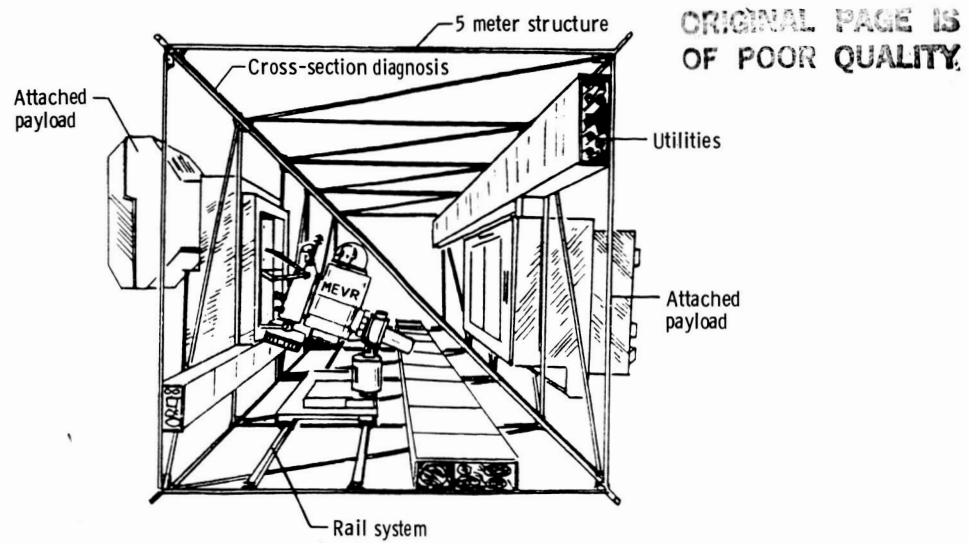 5 meter structure
ORIGINAL PAGE IS
OF POOR QUALITY
Cross-section diagnosis
Attached
payload
Utilities
MEVR
Attached
payload
Rail system